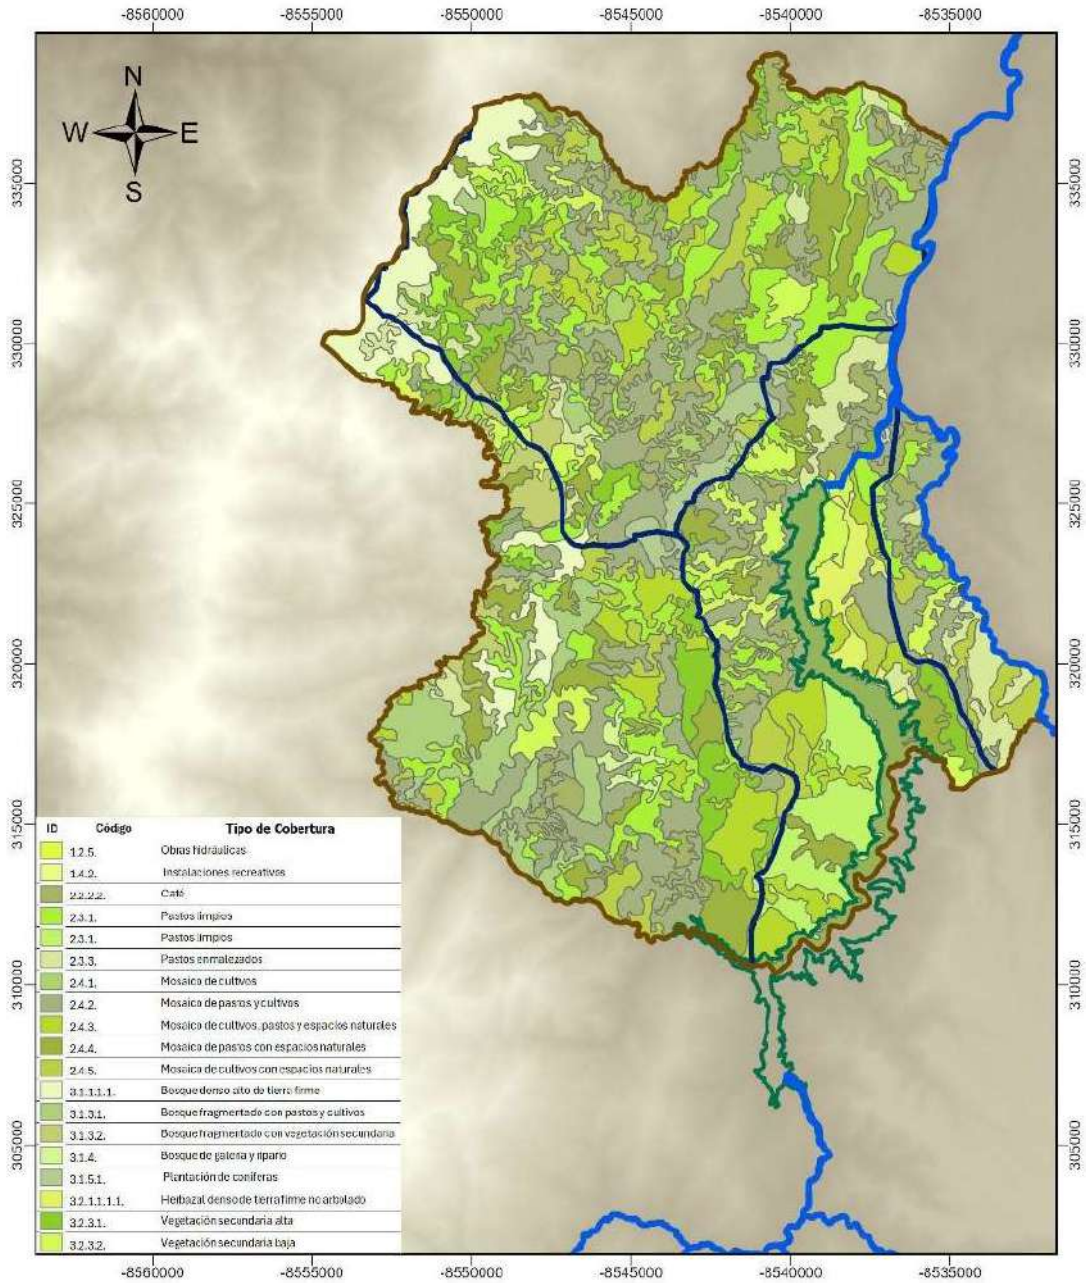 -8560000 -8555000 -8550000 -8545000 -8540000 -8535000
N
W E
S
335000 335000
330000 330000
325000 325000
320000 320000
315000 315000
310000
305000 305000
ID Código Tipo de Cobertura
1.2.5. Obras hidráulicas
1.4.2. Instalaciones recreativos
2.2.2.2. Café
2.3.1. Pastos limpios
2.3.1. Pastos limpios
2.3.3. Pastos enmalezados
2.4.1. Mosaico de cultivos
2.4.2. Mosaico de pastos y cultivos
2.4.3. Mosaico de cultivos, pastos y espacios naturales
2.4.4. Mosaico de pastos con espacios naturales
2.4.5. Mosaico de cultivos con espacios naturales
3.1.1.1.1. Bosque denso alto de tierra firme
3.1.3.1. Bosque fragmentado con pastos y cultivos
3.1.3.2. Bosque fragmentado con vegetación secundaria
3.1.4. Bosque de galería y ripario
3.1.5.1. Plantación de coníferas
3.2.1.1.1.1. Herbazal denso de tierra firme no arbolado
3.2.3.1. Vegetación secundaria alta
3.2.3.2. Vegetación secundaria baja
310000
-8560000 -8555000 -8550000 -8545000 -8540000 -8535000